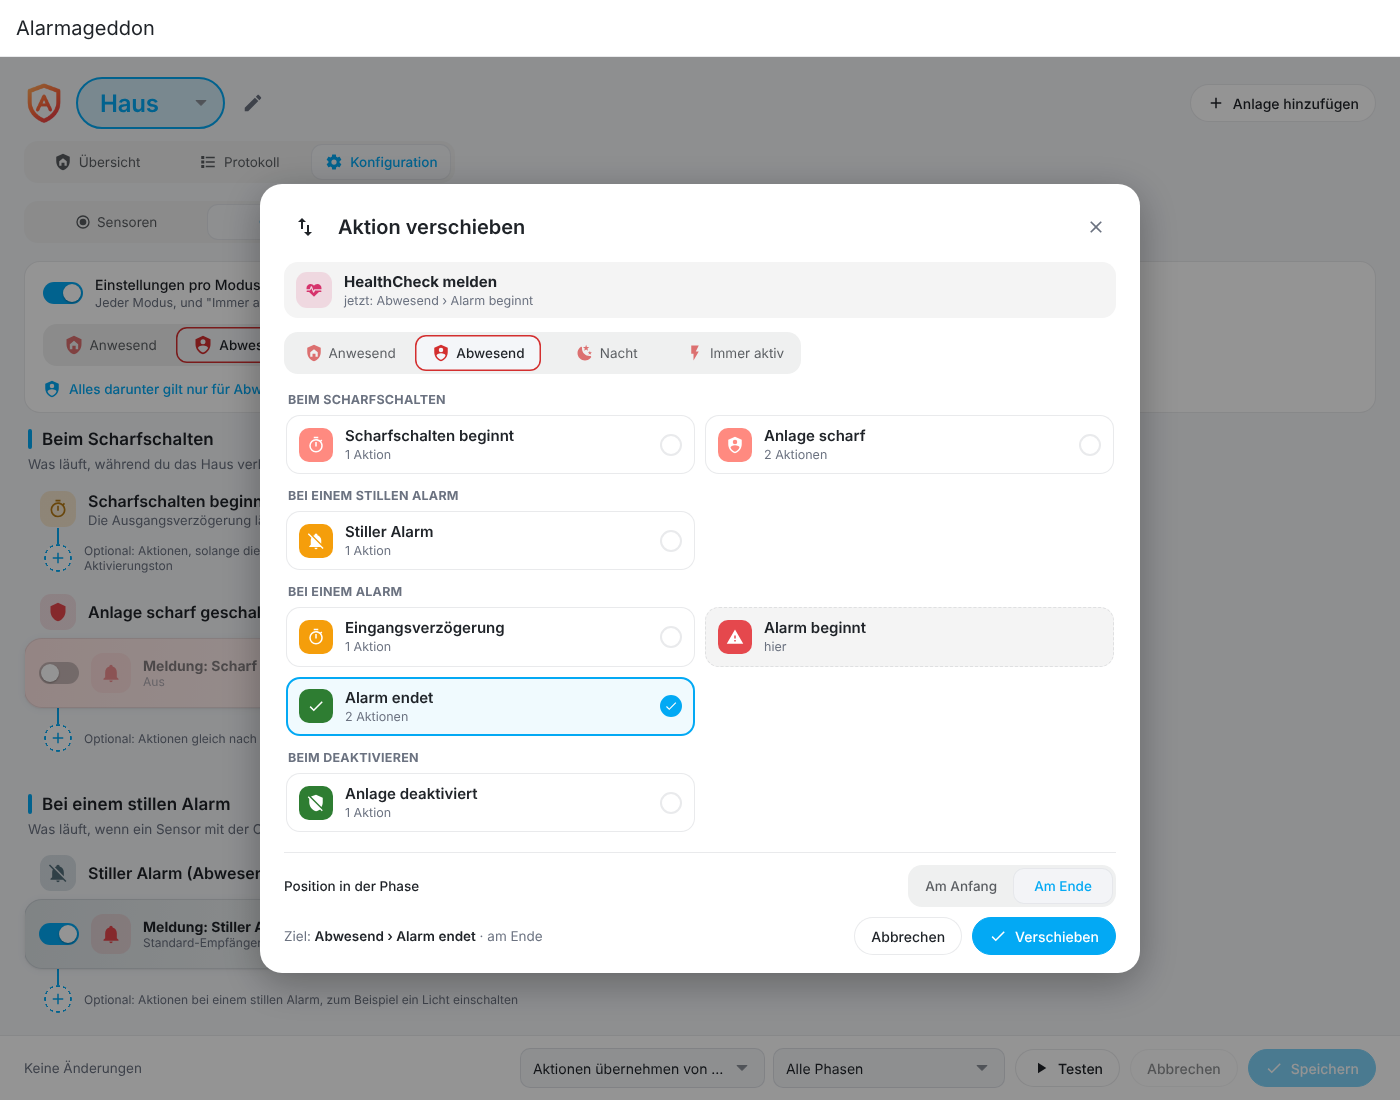 Alarmageddon
Haus
Anlage hinzufügen
Übersicht
Protokoll
Konfiguration
Sensoren
Einstellungen pro Modus
Jeder Modus, und "Immer a
Anwesend
Abwes
Alles darunter gilt nur für Abw
Beim Scharfschalten
Was läuft, während du das Haus verl
Scharfschalten beginn
Die Ausgangsverzögerung lä
Optional: Aktionen, solange die
Aktivierungston
Anlage scharf geschal
Meldung: Scharf
Aus
Optional: Aktionen gleich nach
Bei einem stillen Alarm
Was läuft, wenn ein Sensor mit der O
Stiller Alarm (Abweser
Meldung: Stiller A
Standard-Empfänger
Optional: Aktionen bei einem stillen Alarm, zum Beispiel ein Licht einschalten
Aktion verschieben
HealthCheck melden
jetzt: Abwesend › Alarm beginnt
Anwesend
Abwesend
Nacht
Immer aktiv
BEIM SCHARFSCHALTEN
Scharfschalten beginnt
1 Aktion
Anlage scharf
2 Aktionen
BEI EINEM STILLEN ALARM
Stiller Alarm
1 Aktion
BEI EINEM ALARM
Eingangsverzögerung
1 Aktion
Alarm beginnt
hier
Alarm endet
2 Aktionen
BEIM DEAKTIVIEREN
Anlage deaktiviert
1 Aktion
Position in der Phase
Am Anfang
Am Ende
Ziel: Abwesend › Alarm endet · am Ende
Abbrechen
Verschieben
Keine Änderungen
Aktionen übernehmen von ...
Alle Phasen
Testen
Abbrechen
Speichern